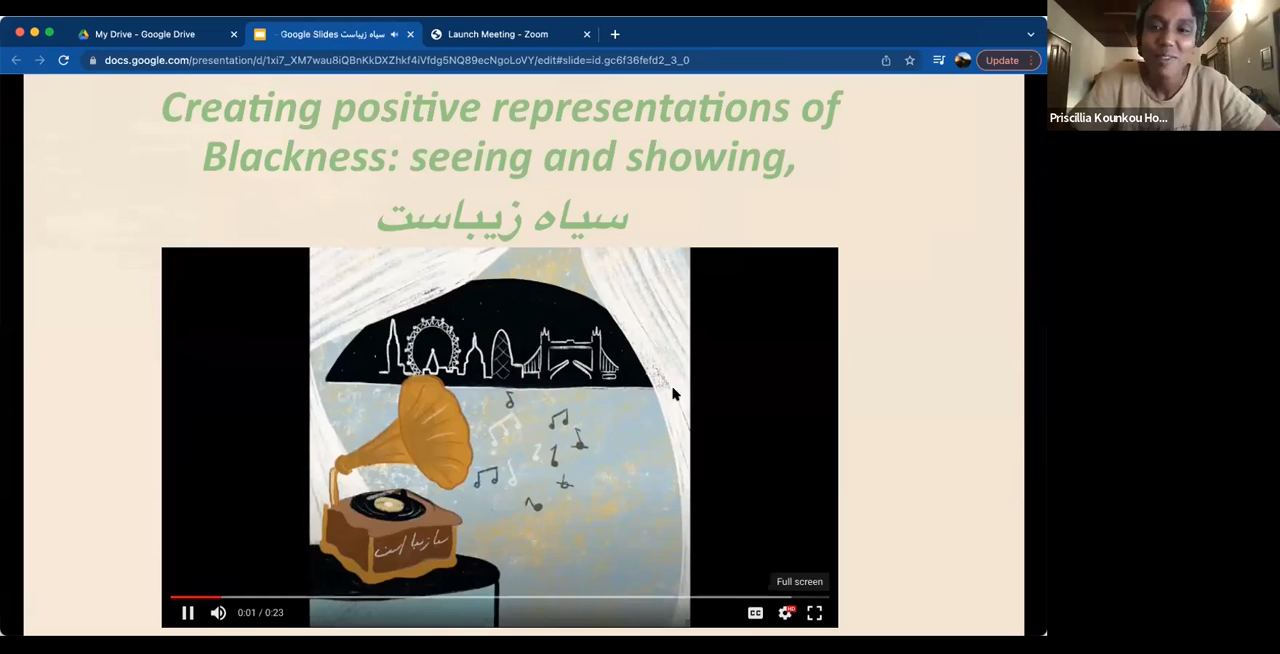 My Drive - Google Drive
Google Slides - سیاه زیباست
Launch Meeting - Zoom
docs.google.com/presentation/d/1xi7_XM7wau8iQBnKkDXZhkf4iVfdg5NQ89ecNgoLoVY/edit#slide=id.gc6f36fefd2_3_0
Update
Priscillia Kounkou Ho...
Creating positive representations of
Blackness: seeing and showing,
سیاه زیباست
Full screen
0:01 / 0:23
CC
HD